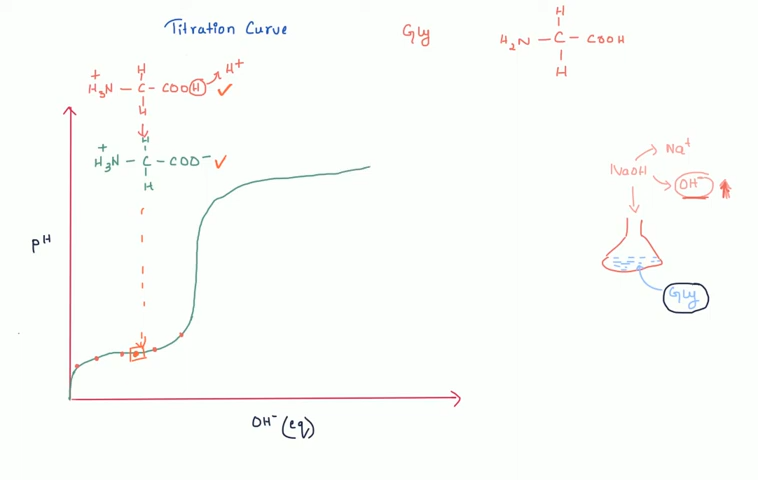 Titration Curve
Gly
H
H₂N – C – COOH
H
H⁺
+ H
H₃N – C – COOH ✓
H
+ H
H₃N – C – COO⁻ ✓
H
Na⁺
NaOH
OH⁻
Gly
pH
OH⁻ (eq)